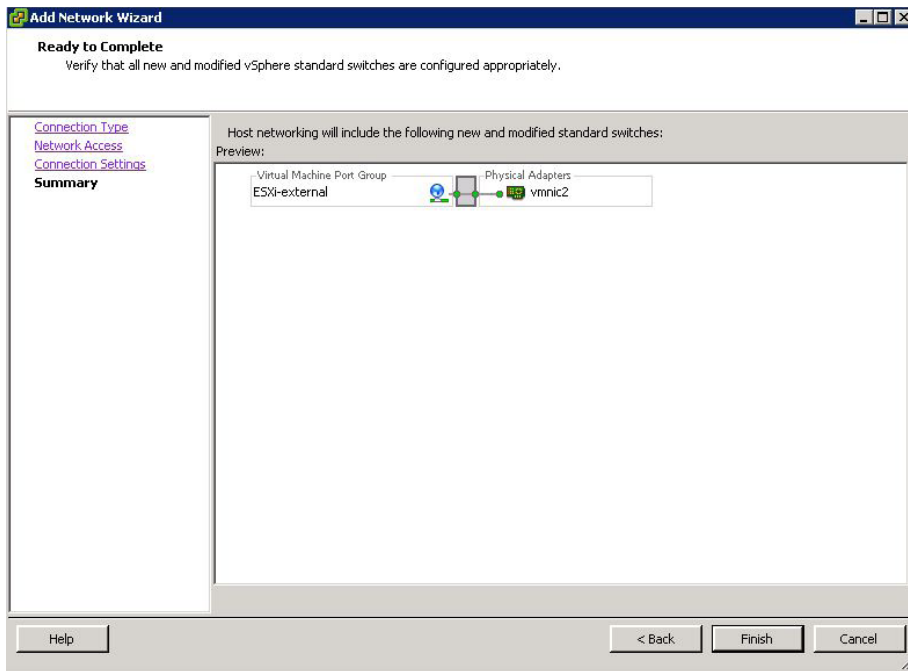 Add Network Wizard
Ready to Complete
Verify that all new and modified vSphere standard switches are configured appropriately.
Connection Type
Network Access
Connection Settings
Summary
Host networking will include the following new and modified standard switches:
Preview:
Virtual Machine Port Group
Physical Adapters
ESXi-external
vmnic2
Help
< Back
Finish
Cancel